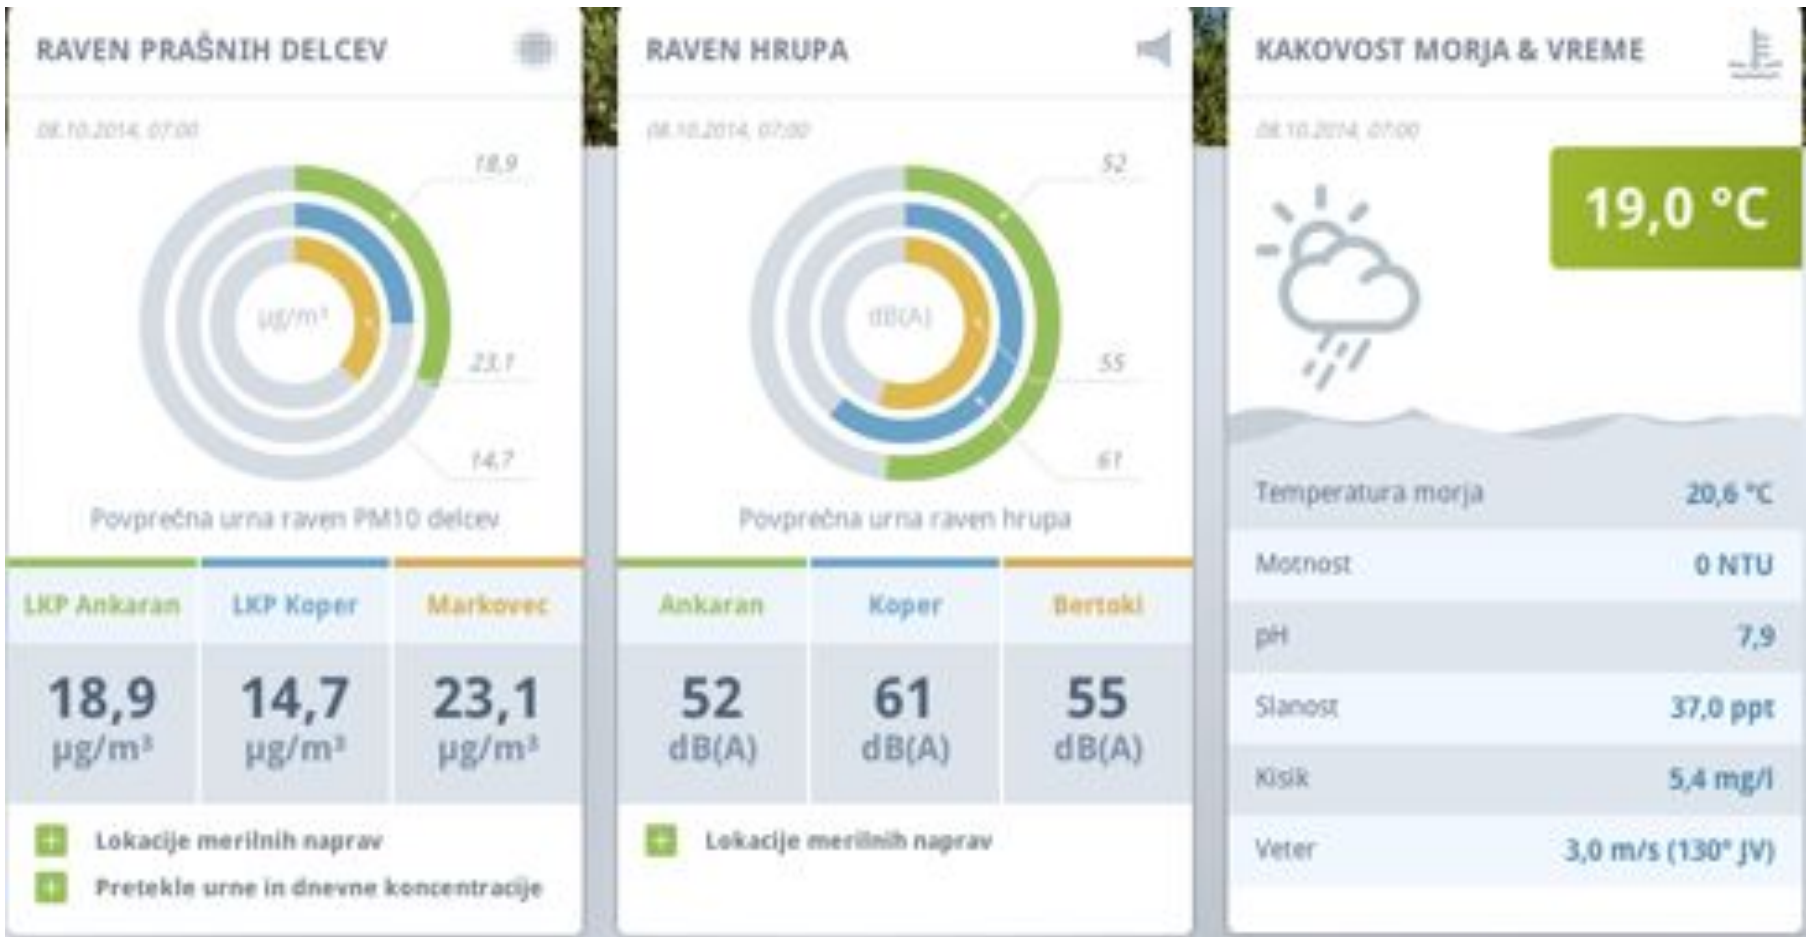 RAVEN PRAŠNIH DELCEV
08.10.2014, 07:00
18,9
µg/m³
23,1
14,7
Povprečna urna raven PM10 delcev
LKP Ankaran LKP Koper Markovec
18,9 14,7 23,1
µg/m³ µg/m³ µg/m³
Lokacije merilnih naprav
Pretekle urne in dnevne koncentracije
RAVEN HRUPA
08.10.2014, 07:00
52
dB(A)
55
61
Povprečna urna raven hrupa
Ankaran Koper Bertoki
52 61 55
dB(A) dB(A) dB(A)
Lokacije merilnih naprav
KAKOVOST MORJA & VREME
08.10.2014, 07:00
19,0 °C
Temperatura morja 20,6 °C
Motnost 0 NTU
pH 7,9
Slanost 37,0 ppt
Kisik 5,4 mg/l
Veter 3,0 m/s (130° JV)